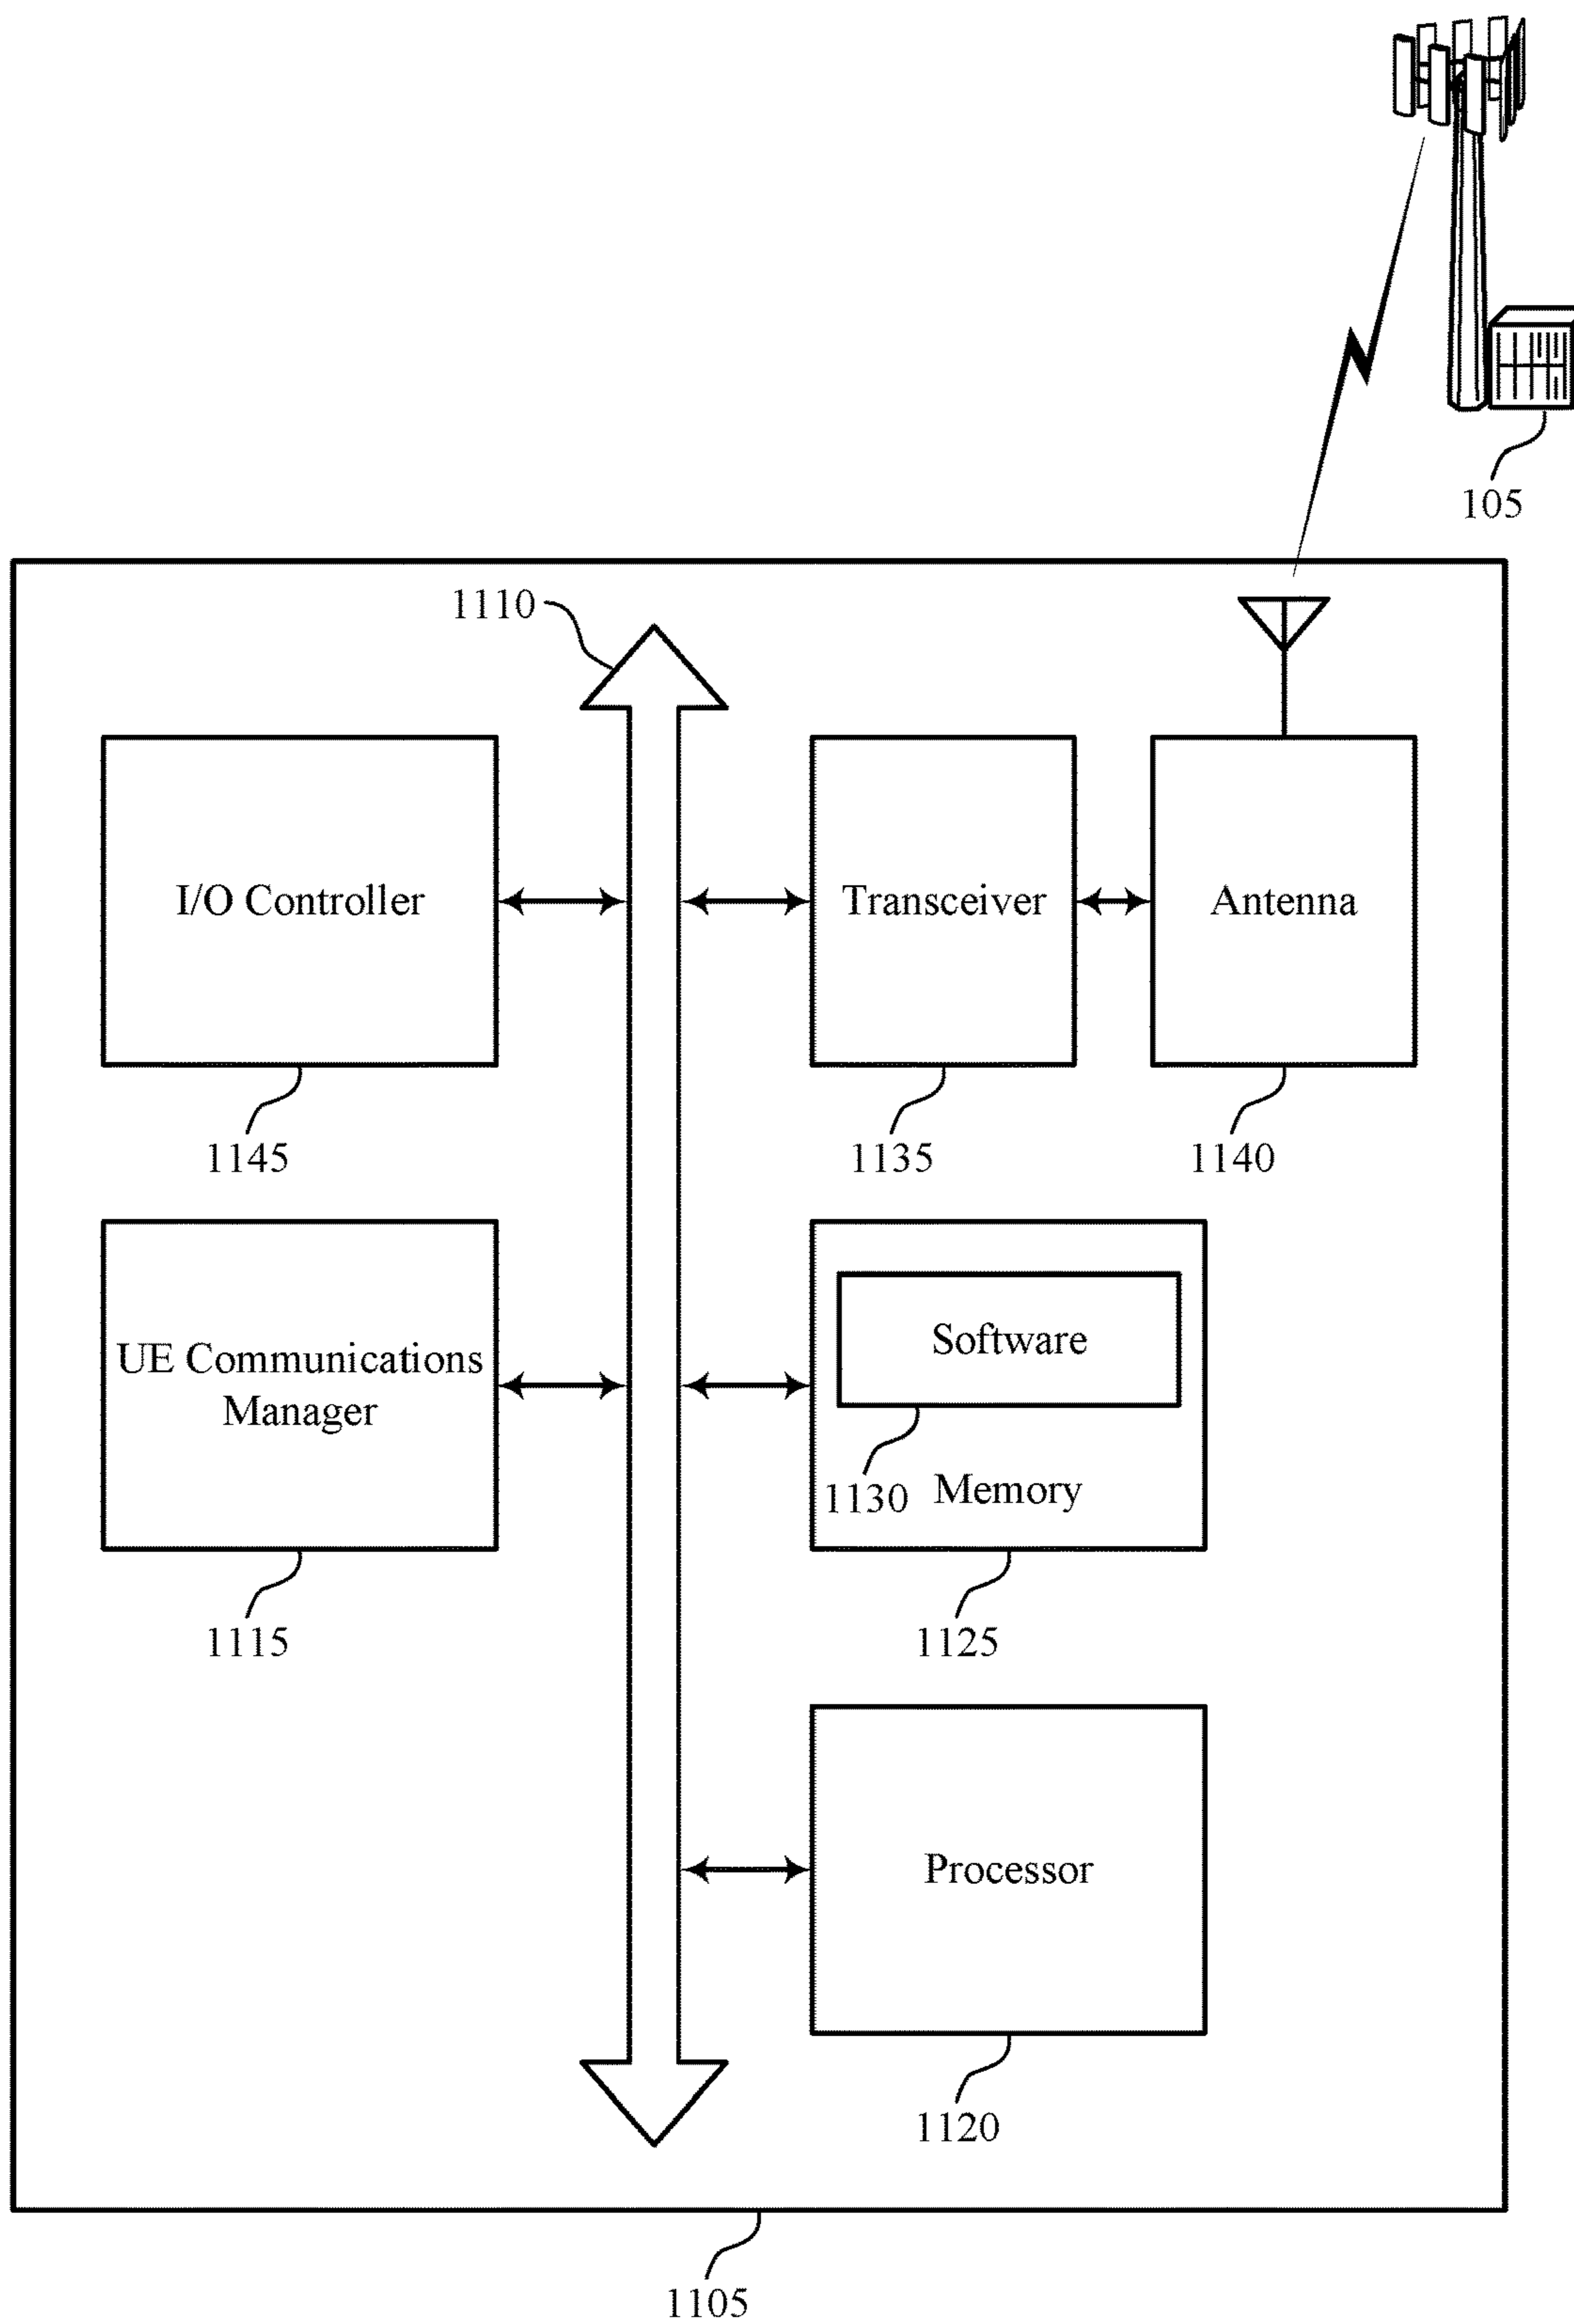 105
1110
I/O Controller
Transceiver
Antenna
1145
1135
1140
UE Communications
Manager
Software
1130
Memory
1115
1125
Processor
1120
1105